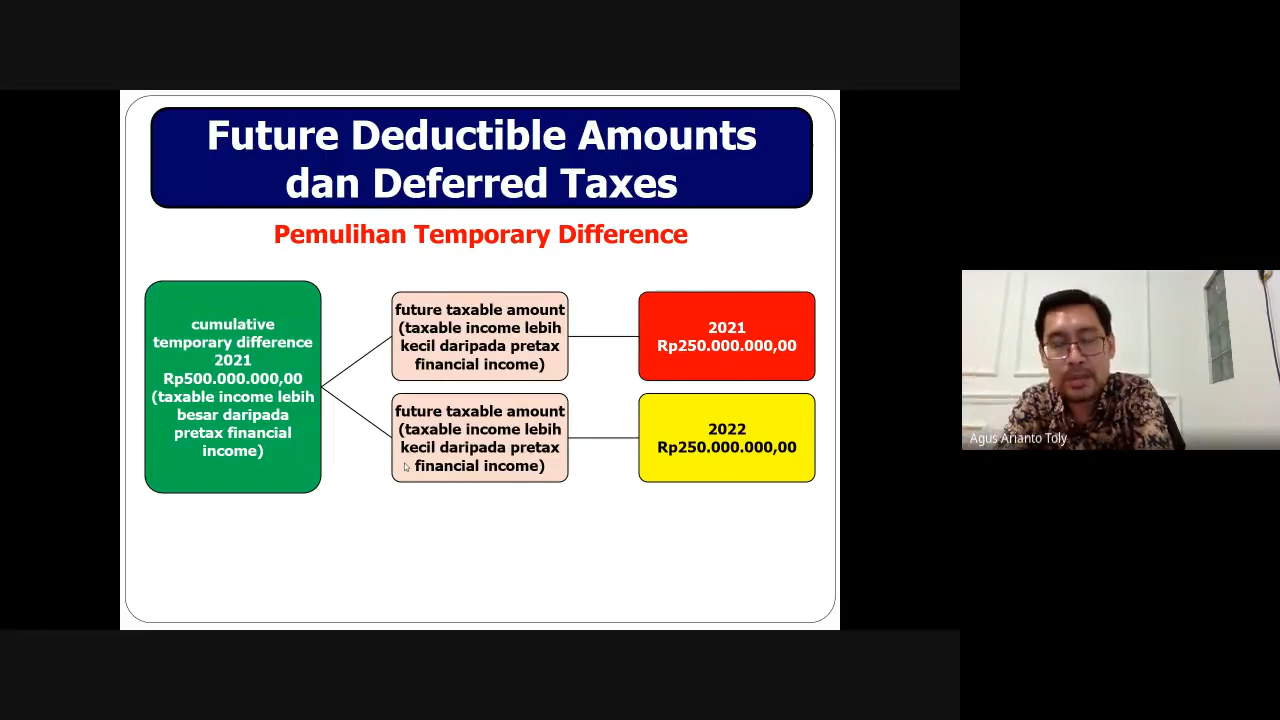 Future Deductible Amounts
dan Deferred Taxes
Pemulihan Temporary Difference
cumulative
temporary difference
2021
Rp500.000.000,00
(taxable income lebih
besar daripada
pretax financial
income)
future taxable amount
(taxable income lebih
kecil daripada pretax
financial income)
2021
Rp250.000.000,00
future taxable amount
(taxable income lebih
kecil daripada pretax
financial income)
2022
Rp250.000.000,00
Agus Arianto Toly